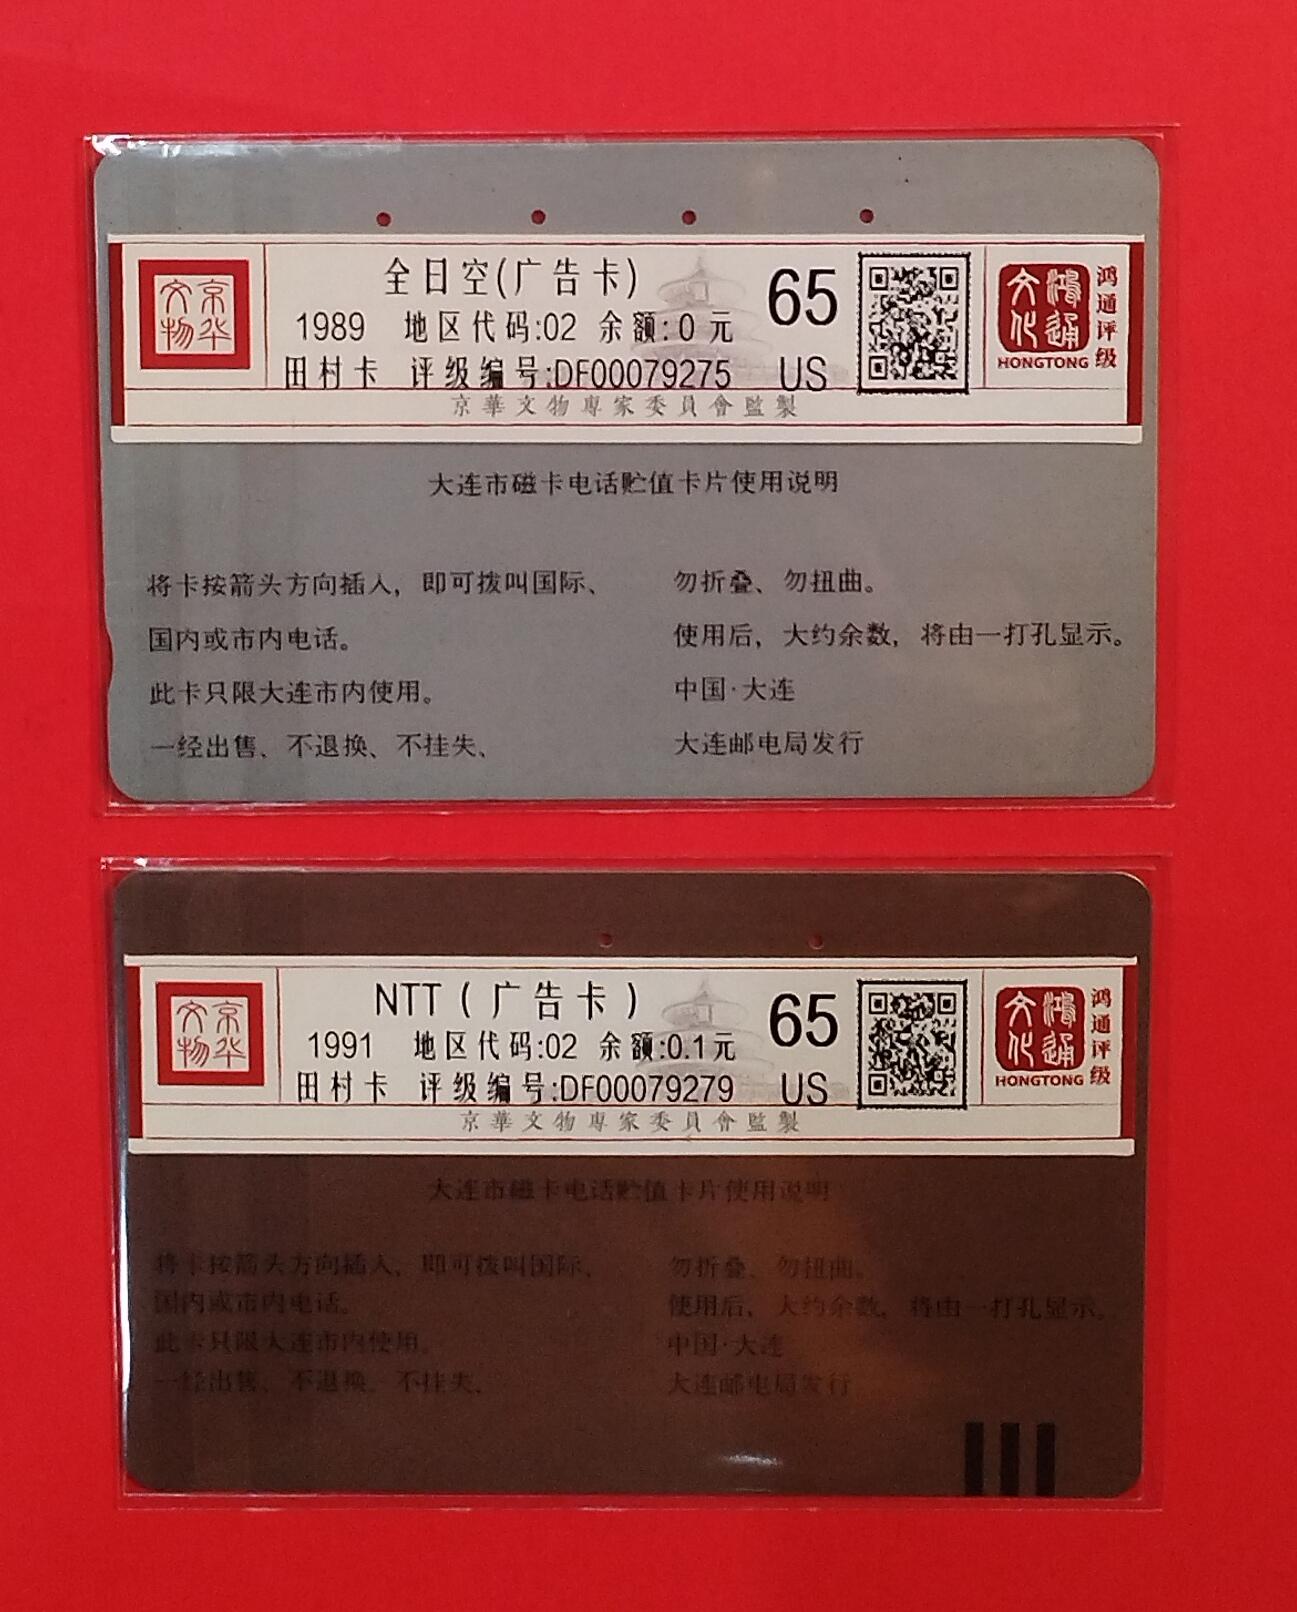 京华
文物
全日空(广告卡)
1989 地区代码:02 余额:0元
田村卡 评级编号:DF00079275
65
US
鸿通
文化
HONGTONG
鸿通评级
京華文物專家委員會監製
大连市磁卡电话贮值卡片使用说明
将卡按箭头方向插入，即可拨叫国际、
国内或市内电话。
此卡只限大连市内使用。
一经出售、不退换、不挂失、
勿折叠、勿扭曲。
使用后，大约余数，将由一打孔显示。
中国·大连
大连邮电局发行
京华
文物
NTT(广告卡)
1991 地区代码:02 余额:0.1元
田村卡 评级编号:DF00079279
65
US
鸿通
文化
HONGTONG
鸿通评级
京華文物專家委員會監製
大连市磁卡电话贮值卡片使用说明
将卡按箭头方向插入，即可拨叫国际、
国内或市内电话。
此卡只限大连市内使用。
一经出售、不退换、不挂失、
勿折叠、勿扭曲。
使用后，大约余数，将由一打孔显示。
中国·大连
大连邮电局发行